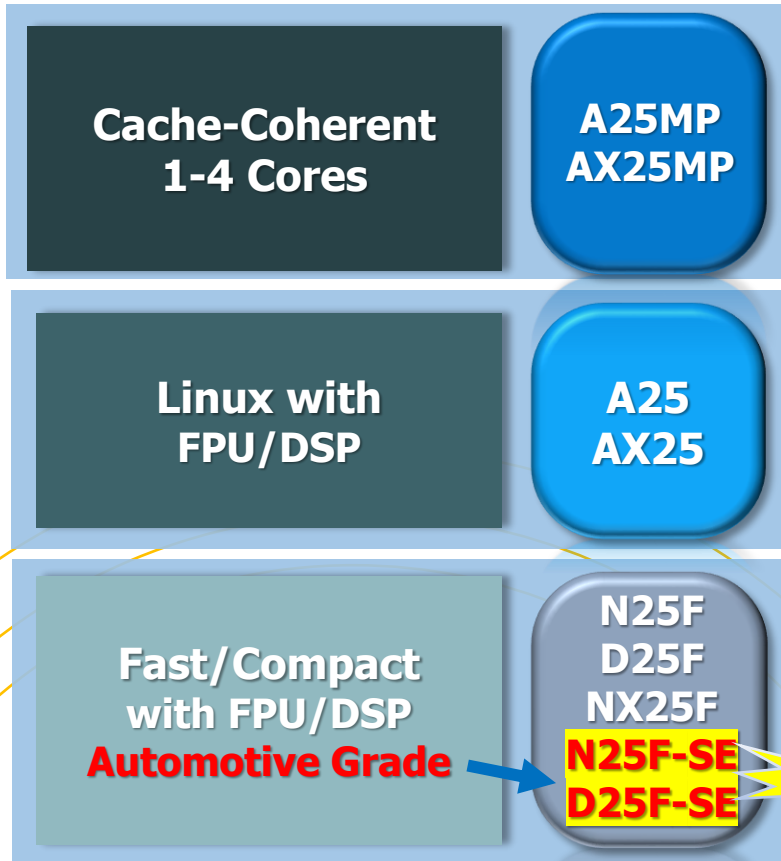 Cache-Coherent
1-4 Cores
A25MP
AX25MP
Linux with
FPU/DSP
A25
AX25
Fast/Compact
with FPU/DSP
Automotive Grade
N25F
D25F
NX25F
N25F-SE
D25F-SE